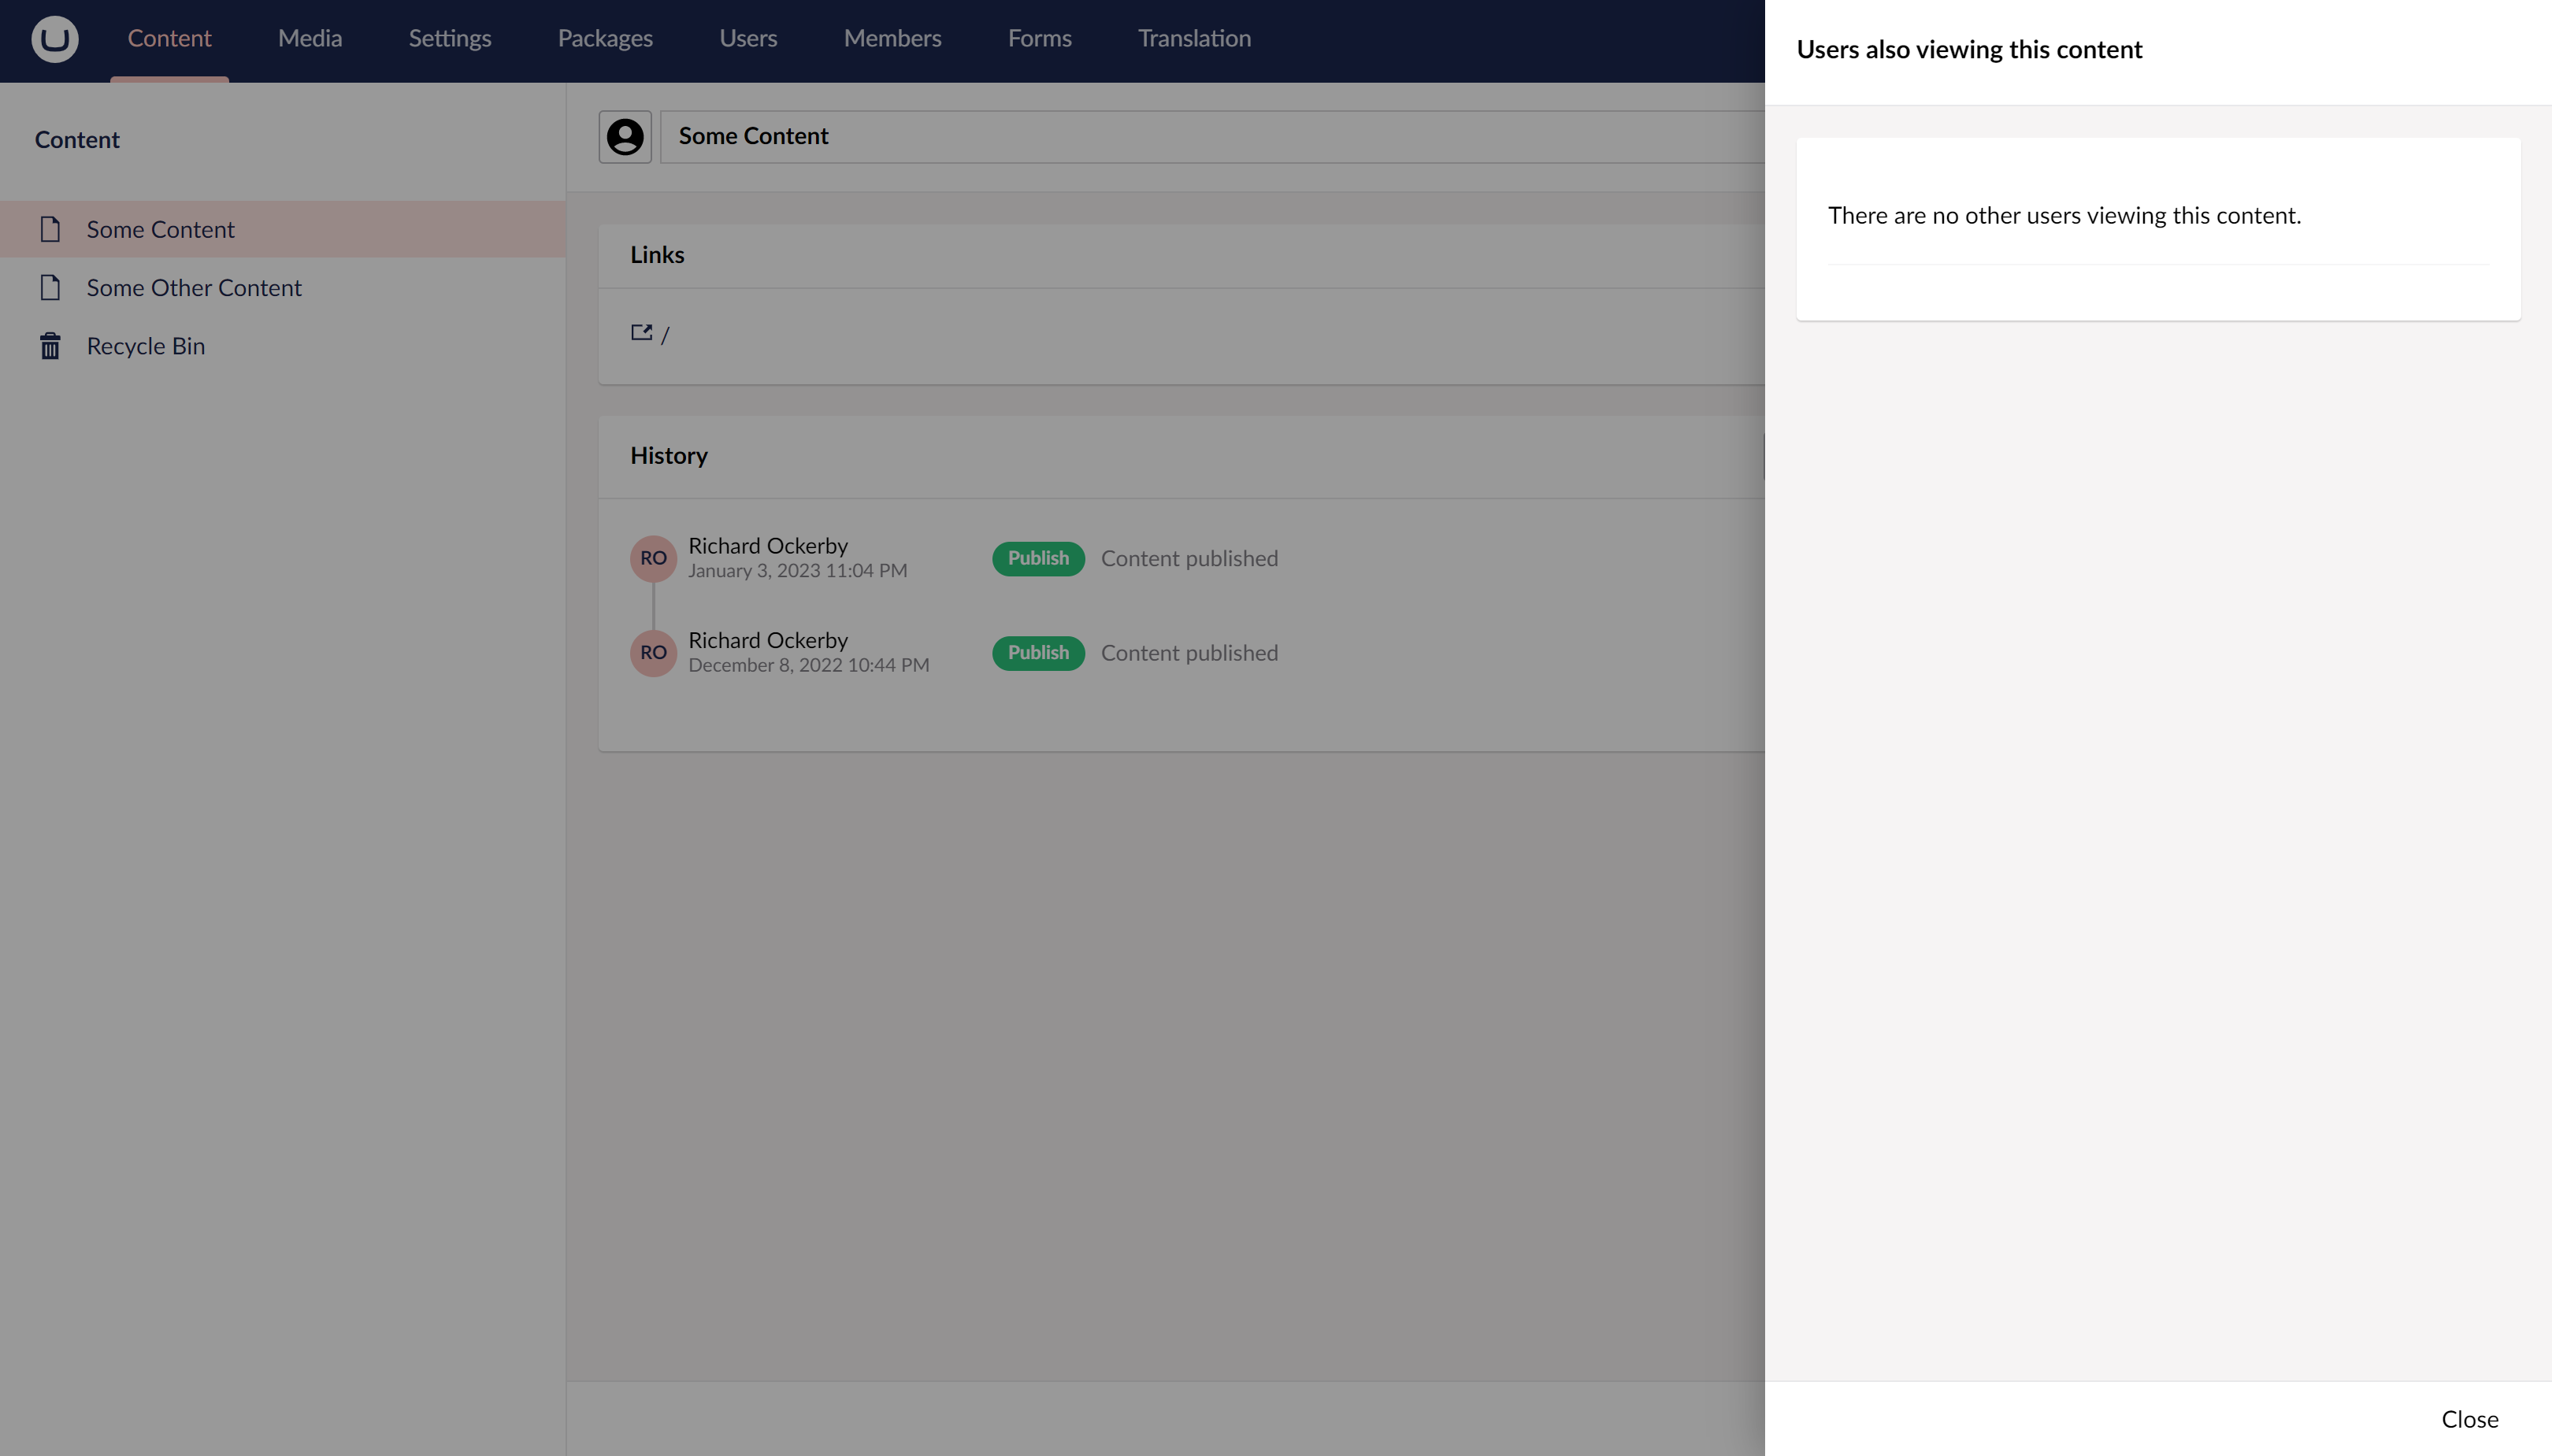 Content Media Settings Packages Users Members Forms Translation
Content
Some Content
Some Other Content
Recycle Bin
Some Content
Links
/
History
RO Richard Ockerby Publish Content published
January 3, 2023 11:04 PM
RO Richard Ockerby Publish Content published
December 8, 2022 10:44 PM
Users also viewing this content
There are no other users viewing this content.
Close